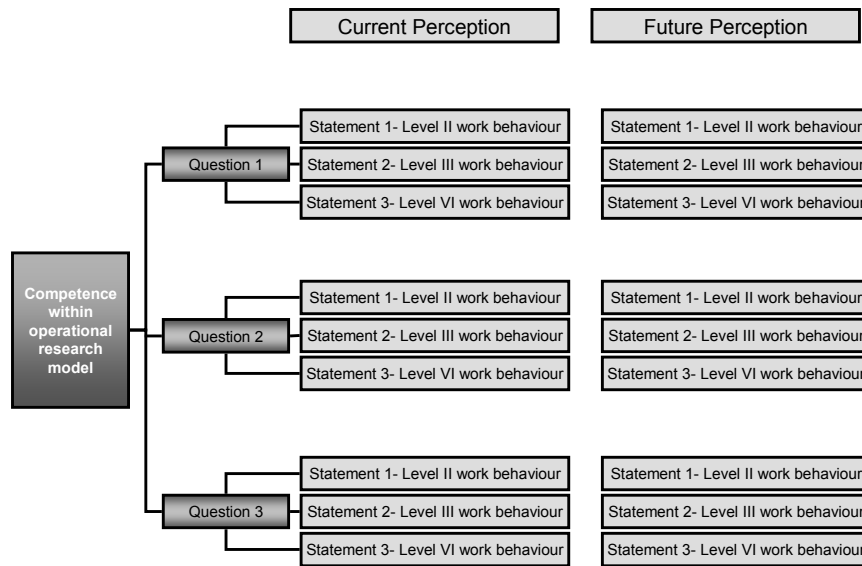 Current Perception
Future Perception
Statement 1- Level II work behaviour
Statement 1- Level II work behaviour
Question 1
Statement 2- Level III work behaviour
Statement 2- Level III work behaviour
Statement 3- Level VI work behaviour
Statement 3- Level VI work behaviour
Competence
within
operational
research
model
Statement 1- Level II work behaviour
Statement 1- Level II work behaviour
Question 2
Statement 2- Level III work behaviour
Statement 2- Level III work behaviour
Statement 3- Level VI work behaviour
Statement 3- Level VI work behaviour
Statement 1- Level II work behaviour
Statement 1- Level II work behaviour
Question 3
Statement 2- Level III work behaviour
Statement 2- Level III work behaviour
Statement 3- Level VI work behaviour
Statement 3- Level VI work behaviour